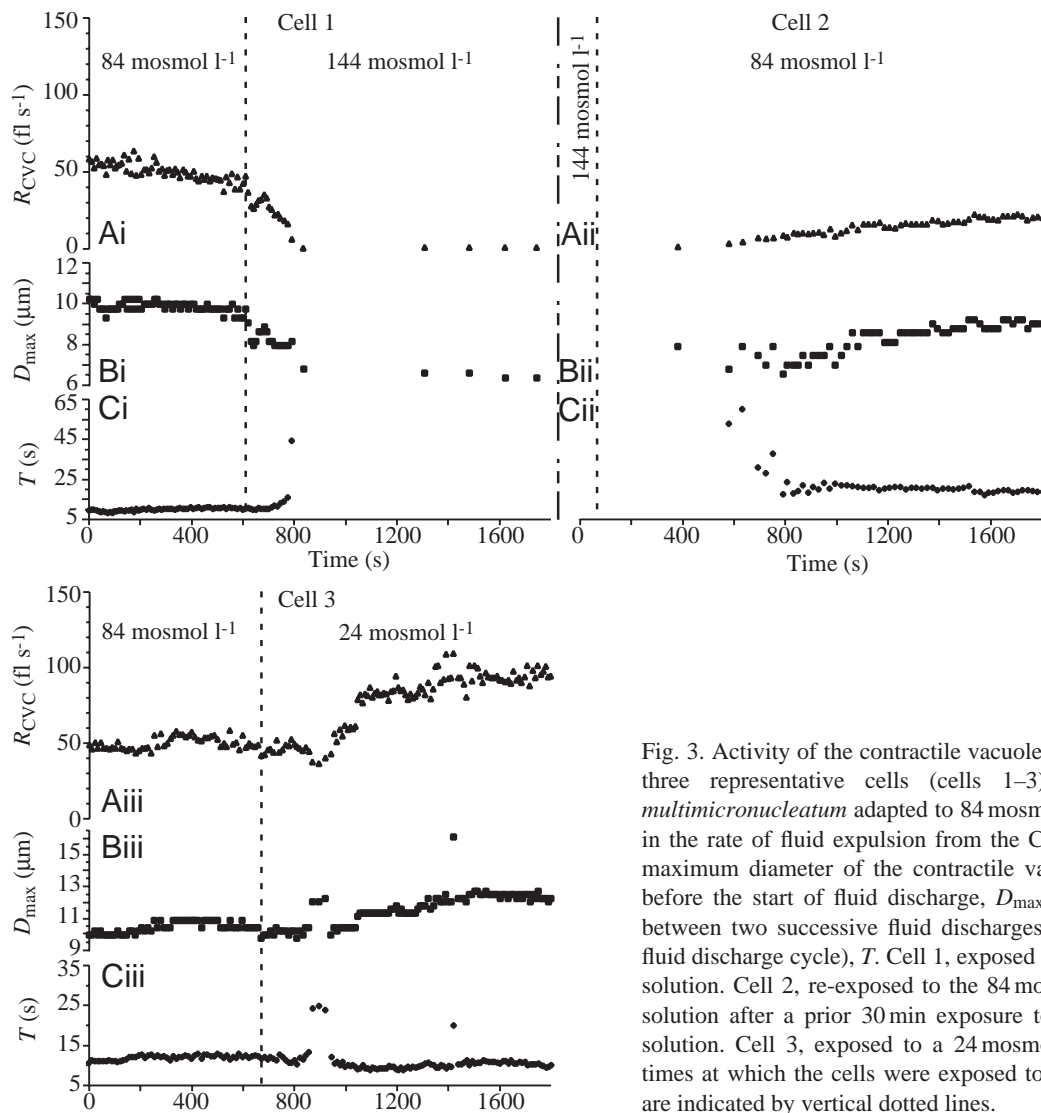 Cell 1
Cell 2
84 mosmol l-1
144 mosmol l-1
144 mosmol l-1
84 mosmol l-1
RCVC (fl s-1)
150
100
50
0
Ai
Aii
Dmax (µm)
12
10
8
6
Bi
Bii
T (s)
65
45
25
5
Ci
Cii
0 400 800 1200 1600
Time (s)
0 400 800 1200 1600
Time (s)
Cell 3
84 mosmol l-1
24 mosmol l-1
RCVC (fl s-1)
150
100
50
0
Aiii
Dmax (µm)
15
13
11
9
Biii
T (s)
35
25
15
5
Ciii
0 400 800 1200 1600
Fig. 3. Activity of the contractile vacuole
three representative cells (cells 1–3)
multimicronucleatum adapted to 84 mosm
in the rate of fluid expulsion from the C
maximum diameter of the contractile va
before the start of fluid discharge, Dmax
between two successive fluid discharges
fluid discharge cycle), T. Cell 1, exposed
solution. Cell 2, re-exposed to the 84 mo
solution after a prior 30 min exposure t
solution. Cell 3, exposed to a 24 mosm
times at which the cells were exposed to
are indicated by vertical dotted lines.